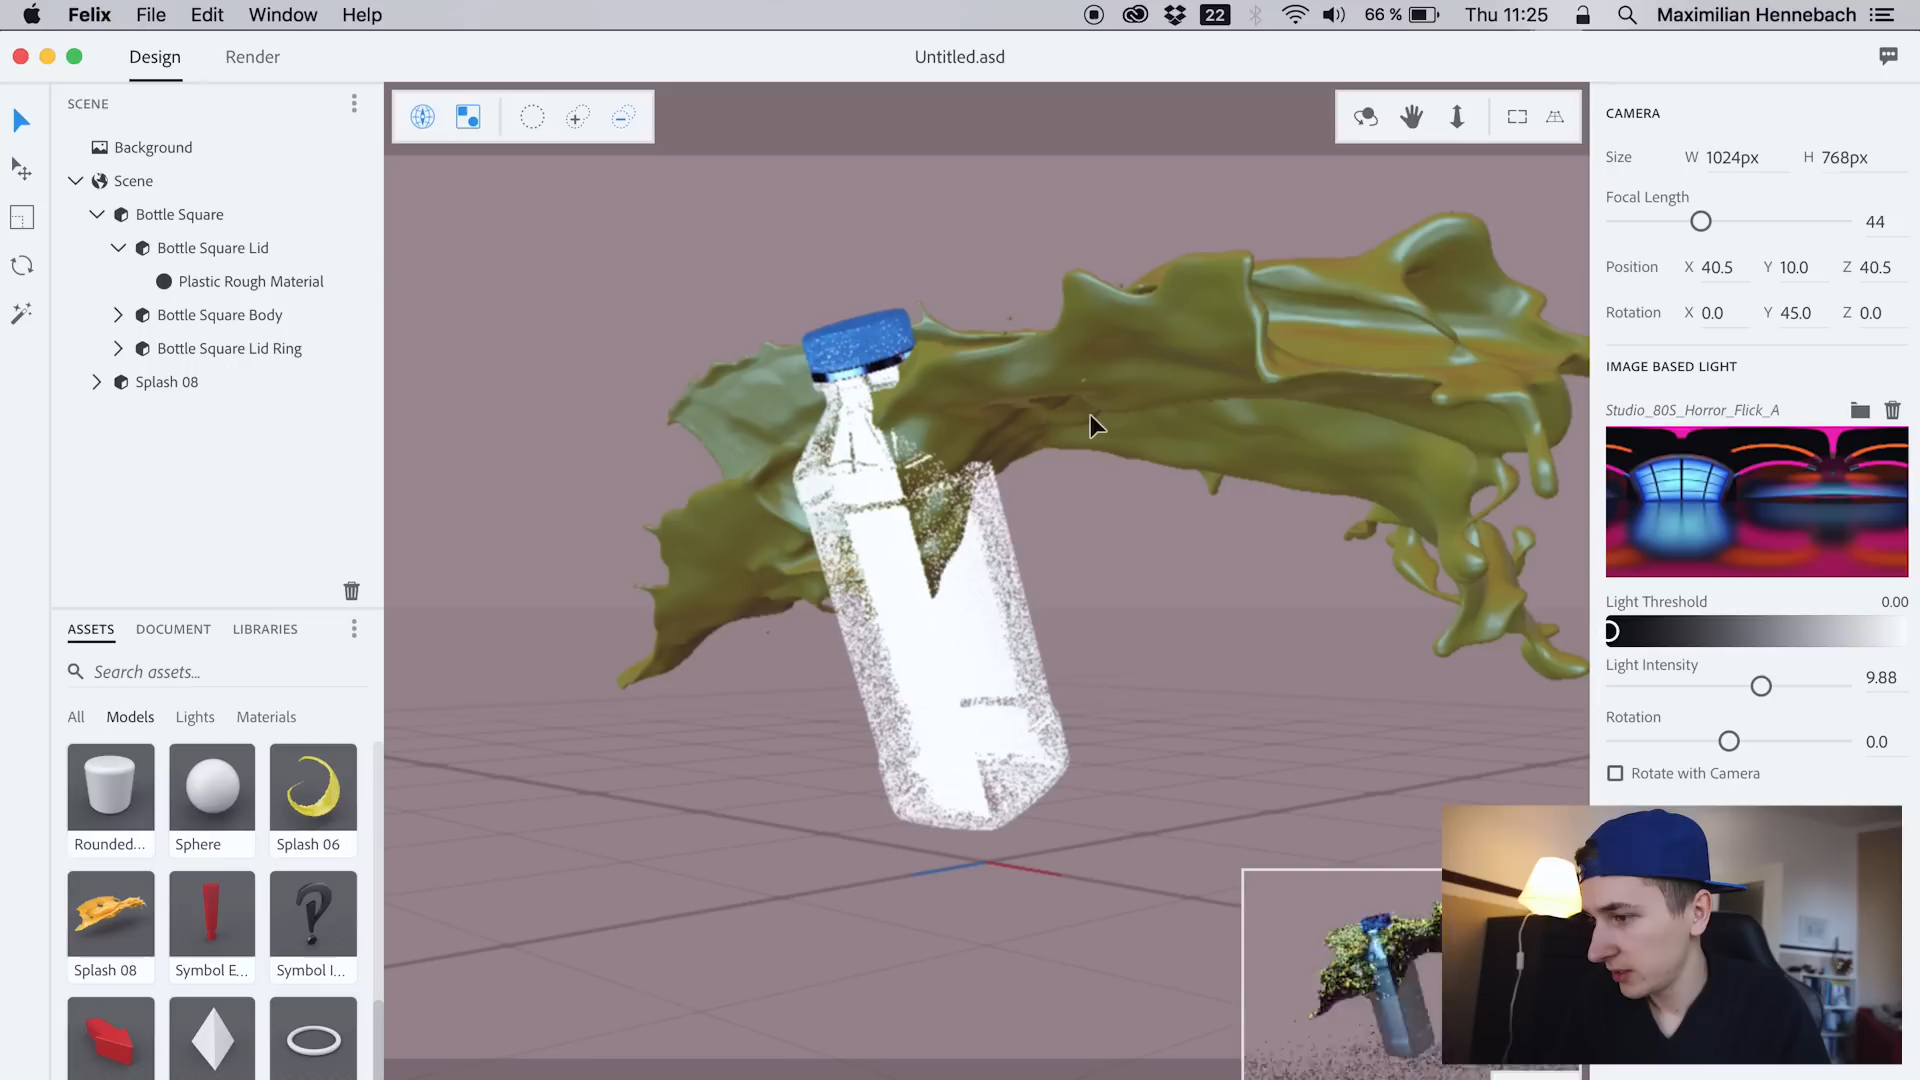 Felix File Edit Window Help 22 66 % Thu 11:25 Maximilian Hennebach
Design Render Untitled.asd
SCENE
Background
Scene
Bottle Square
Bottle Square Lid
Plastic Rough Material
Bottle Square Body
Bottle Square Lid Ring
Splash 08
ASSETS DOCUMENT LIBRARIES
Search assets...
All Models Lights Materials
Rounded... Sphere Splash 06
Splash 08 Symbol E... Symbol I...
CAMERA
Size W 1024px H 768px
Focal Length
44
Position X 40.5 Y 10.0 Z 40.5
Rotation X 0.0 Y 45.0 Z 0.0
IMAGE BASED LIGHT
Studio_80S_Horror_Flick_A
Light Threshold 0.00
Light Intensity
9.88
Rotation
0.0
Rotate with Camera